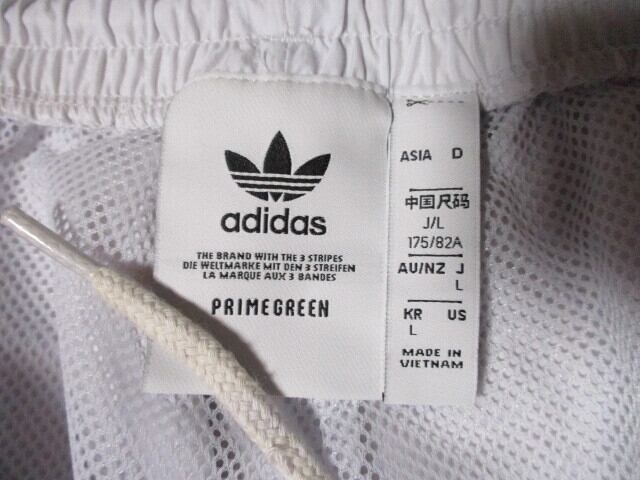 adidas
THE BRAND WITH THE 3 STRIPES
DIE WELTMARKE MIT DEN 3 STREIFEN
LA MARQUE AUX 3 BANDES
PRIMEGREEN
ASIA D
中国尺码
J/L
175/82A
AU/NZ J
L
KR US
L
MADE IN
VIETNAM